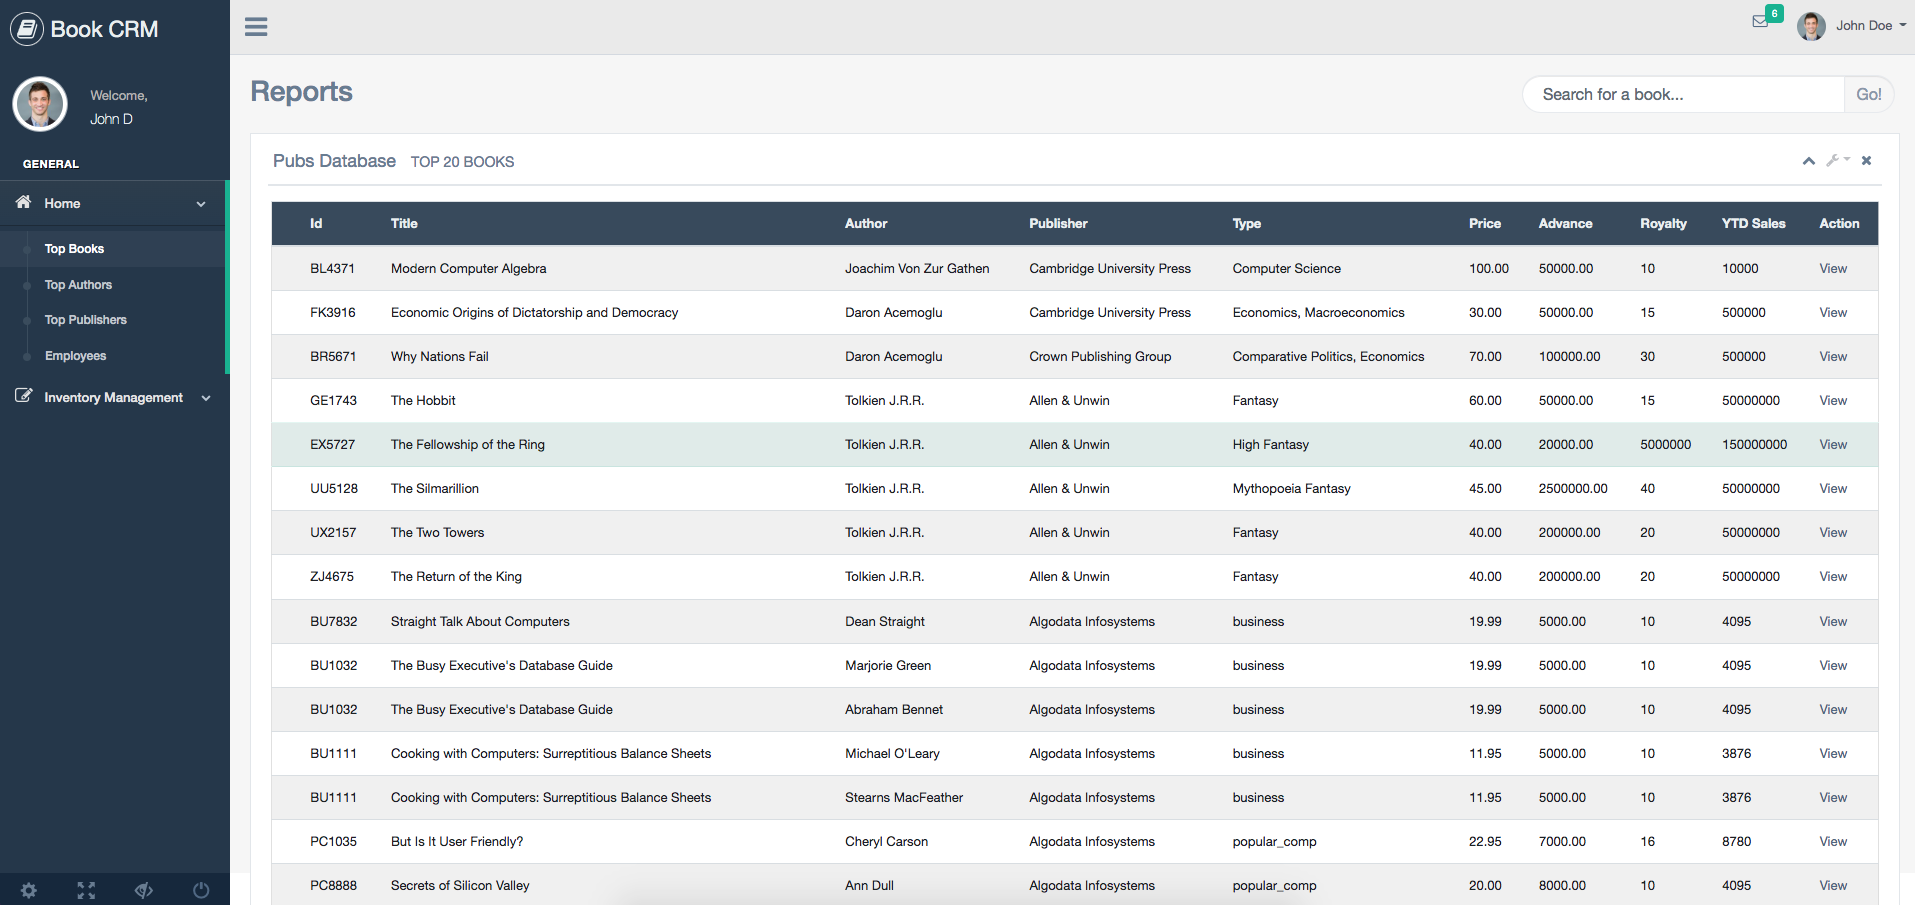 Book CRM
6
John Doe
Welcome,
John D
GENERAL
Home
Top Books
Top Authors
Top Publishers
Employees
Inventory Management
Reports
Search for a book... Go!
Pubs Database TOP 20 BOOKS
Id Title Author Publisher Type Price Advance Royalty YTD Sales Action
BL4371 Modern Computer Algebra Joachim Von Zur Gathen Cambridge University Press Computer Science 100.00 50000.00 10 10000 View
FK3916 Economic Origins of Dictatorship and Democracy Daron Acemoglu Cambridge University Press Economics, Macroeconomics 30.00 50000.00 15 500000 View
BR5671 Why Nations Fail Daron Acemoglu Crown Publishing Group Comparative Politics, Economics 70.00 100000.00 30 500000 View
GE1743 The Hobbit Tolkien J.R.R. Allen & Unwin Fantasy 60.00 50000.00 15 50000000 View
EX5727 The Fellowship of the Ring Tolkien J.R.R. Allen & Unwin High Fantasy 40.00 20000.00 5000000 150000000 View
UU5128 The Silmarillion Tolkien J.R.R. Allen & Unwin Mythopoeia Fantasy 45.00 2500000.00 40 50000000 View
UX2157 The Two Towers Tolkien J.R.R. Allen & Unwin Fantasy 40.00 200000.00 20 50000000 View
ZJ4675 The Return of the King Tolkien J.R.R. Allen & Unwin Fantasy 40.00 200000.00 20 50000000 View
BU7832 Straight Talk About Computers Dean Straight Algodata Infosystems business 19.99 5000.00 10 4095 View
BU1032 The Busy Executive's Database Guide Marjorie Green Algodata Infosystems business 19.99 5000.00 10 4095 View
BU1032 The Busy Executive's Database Guide Abraham Bennet Algodata Infosystems business 19.99 5000.00 10 4095 View
BU1111 Cooking with Computers: Surreptitious Balance Sheets Michael O'Leary Algodata Infosystems business 11.95 5000.00 10 3876 View
BU1111 Cooking with Computers: Surreptitious Balance Sheets Stearns MacFeather Algodata Infosystems business 11.95 5000.00 10 3876 View
PC1035 But Is It User Friendly? Cheryl Carson Algodata Infosystems popular_comp 22.95 7000.00 16 8780 View
PC8888 Secrets of Silicon Valley Ann Dull Algodata Infosystems popular_comp 20.00 8000.00 10 4095 View